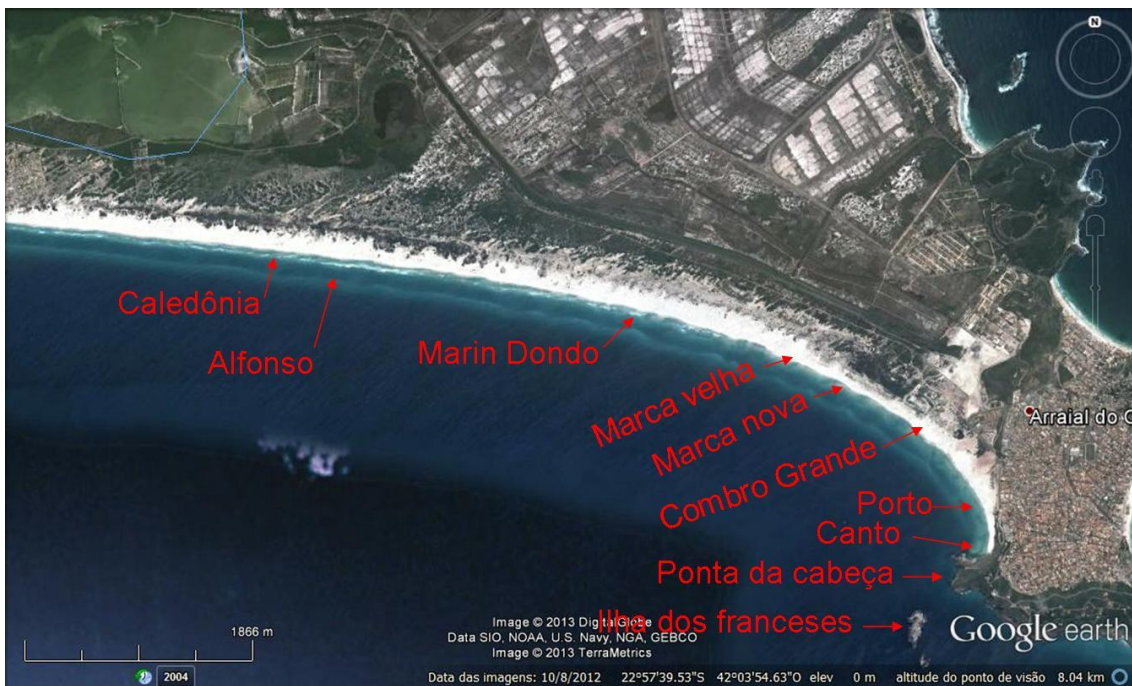 N
Caledônia
Alfonso
Marin Dondo
Marca velha
Marca nova
Combro Grande
Arraial do C
Porto
Canto
Ponta da cabeça
Ilha dos franceses
1866 m
Image © 2013 DigitalGlobe
Data SIO, NOAA, U.S. Navy, NGA, GEBCO
Image © 2013 TerraMetrics
Google earth
2004
Data das imagens: 10/8/2012 22°57'39.53"S 42°03'54.63"O elev 0 m altitude do ponto de visão 8.04 km